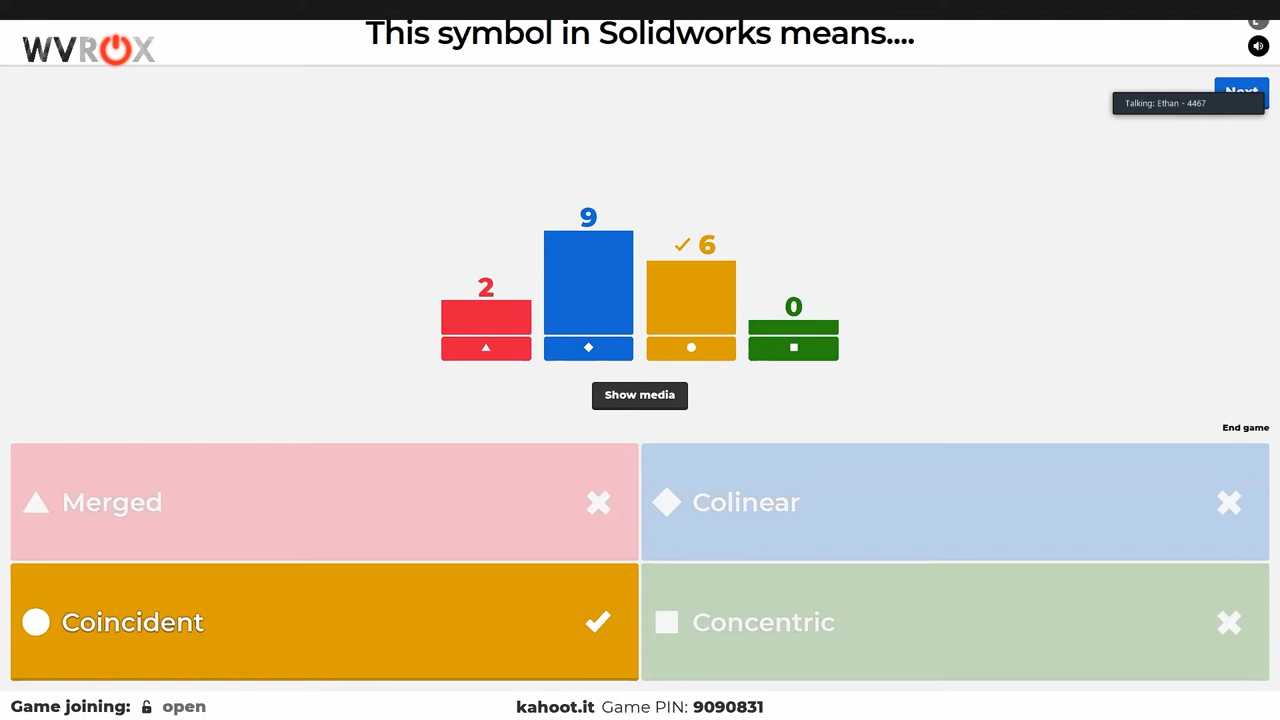 This symbol in Solidworks means....
WVROX
Next
Talking: Ethan - 4467
9
6
2
0
Show media
End game
Merged
Colinear
Coincident
Concentric
Game joining: open
kahoot.it Game PIN: 9090831